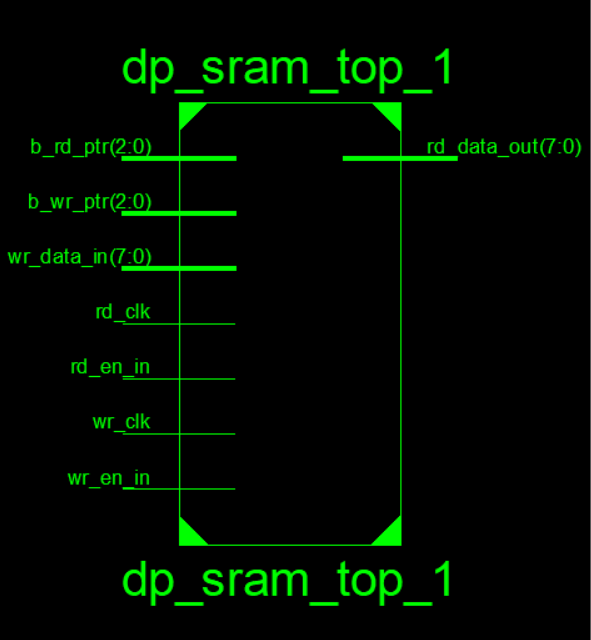 dp_sram_top_1
b_rd_ptr(2:0)
rd_data_out(7:0)
b_wr_ptr(2:0)
wr_data_in(7:0)
rd_clk
rd_en_in
wr_clk
wr_en_in
dp_sram_top_1